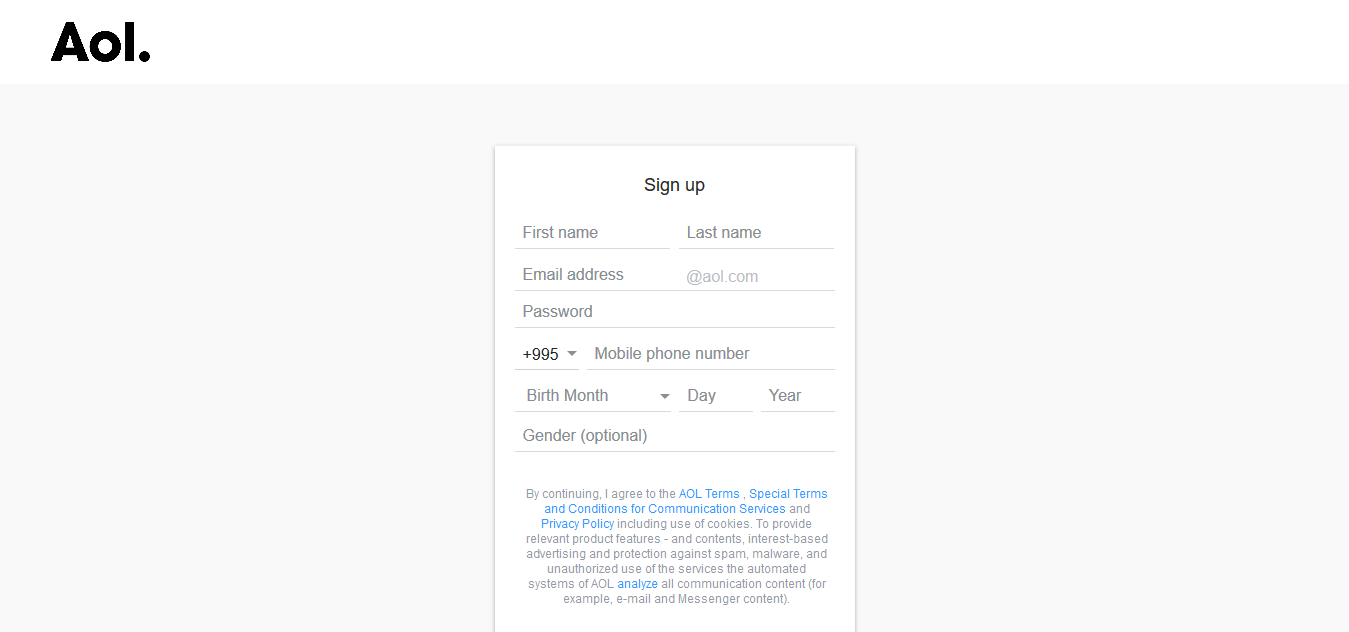 Aol.
Sign up
First name Last name
Email address @aol.com
Password
+995 Mobile phone number
Birth Month Day Year
Gender (optional)
By continuing, I agree to the AOL Terms , Special Terms
and Conditions for Communication Services and
Privacy Policy including use of cookies. To provide
relevant product features - and contents, interest-based
advertising and protection against spam, malware, and
unauthorized use of the services the automated
systems of AOL analyze all communication content (for
example, e-mail and Messenger content).